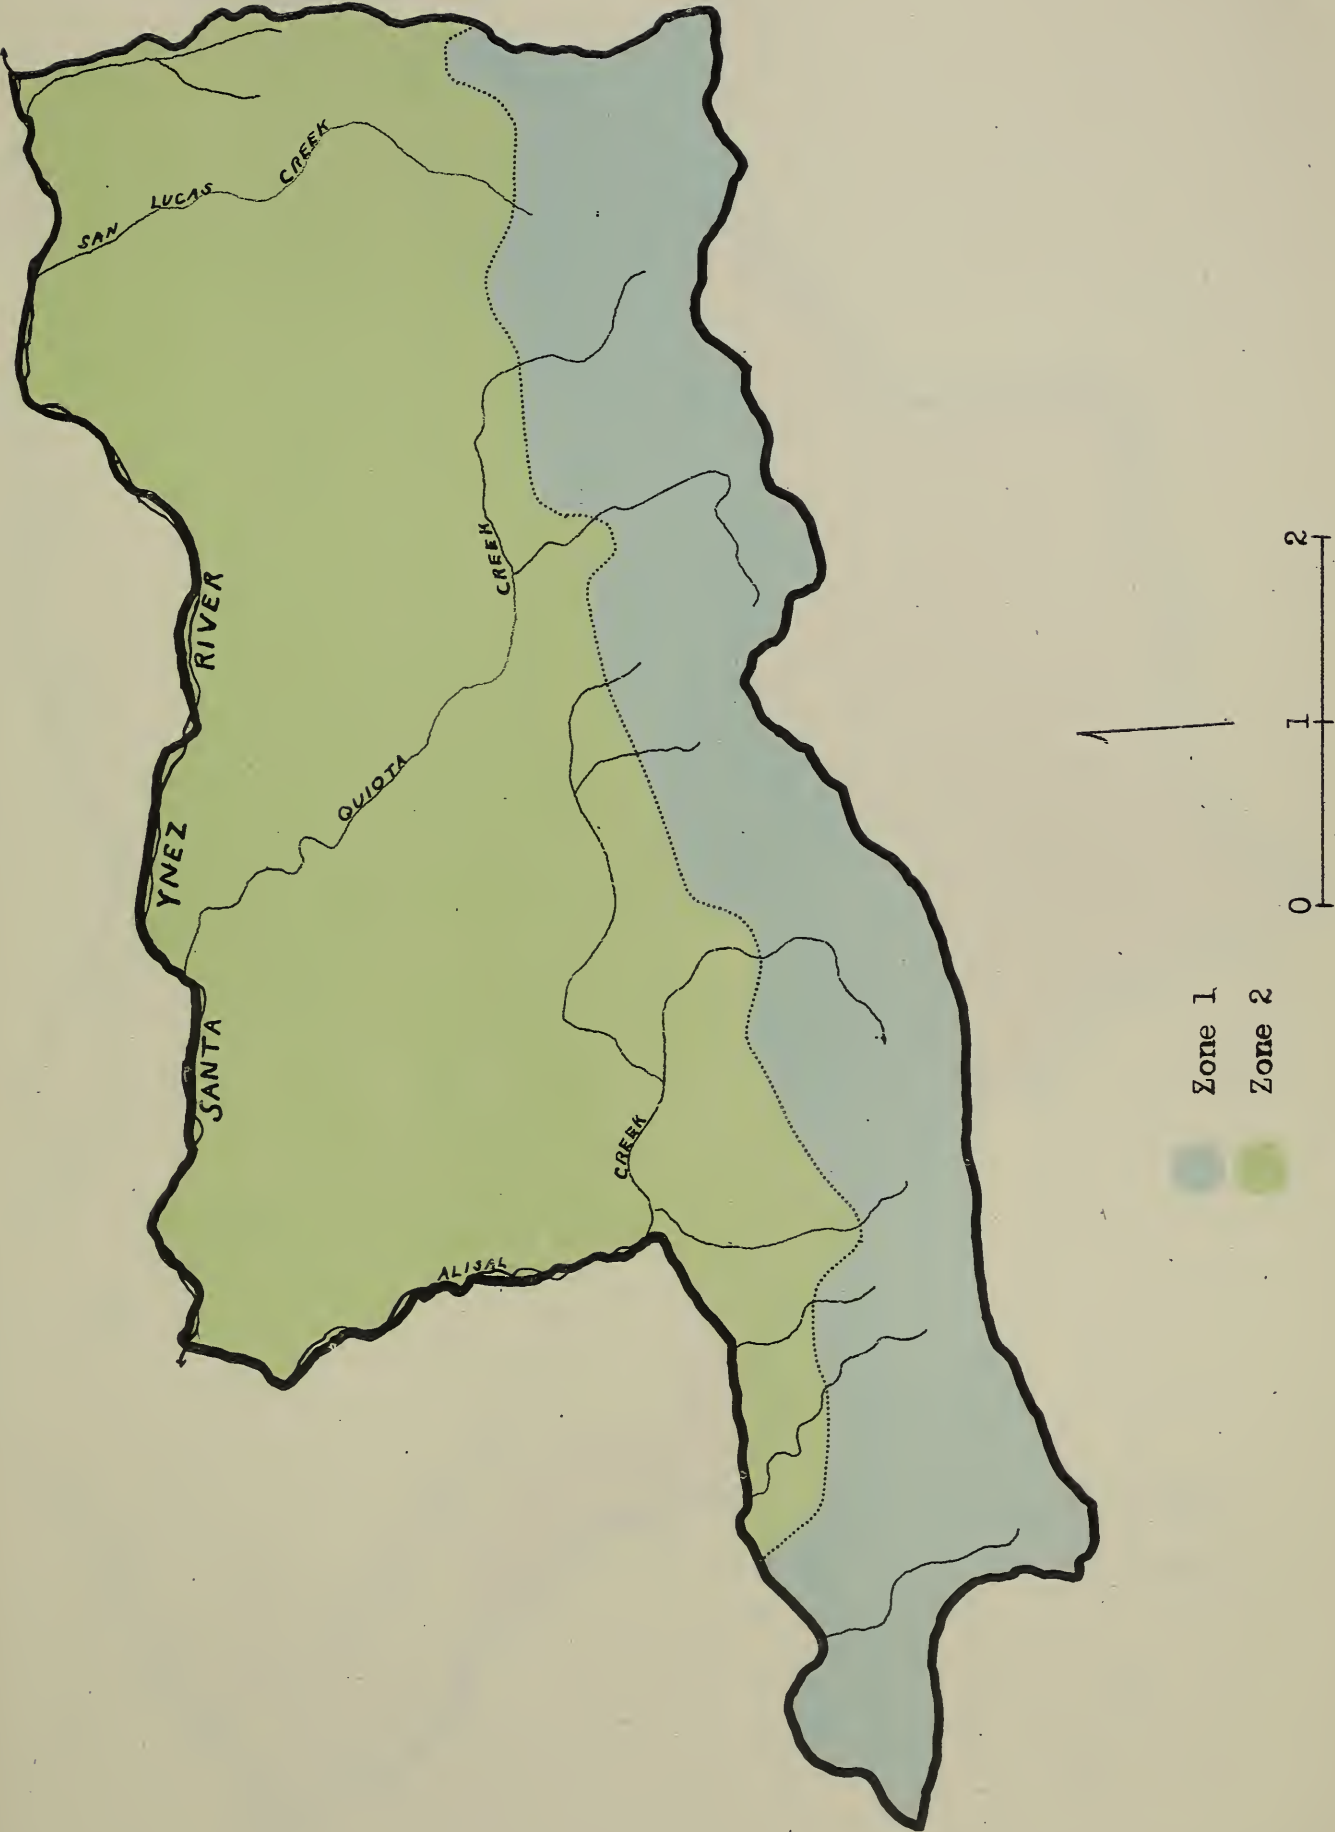 SANTA YNEZ RIVER
SAN LUCAS CREEK
QUIOTA CREEK
ALISAL CREEK
Zone 1
Zone 2
0 1 2